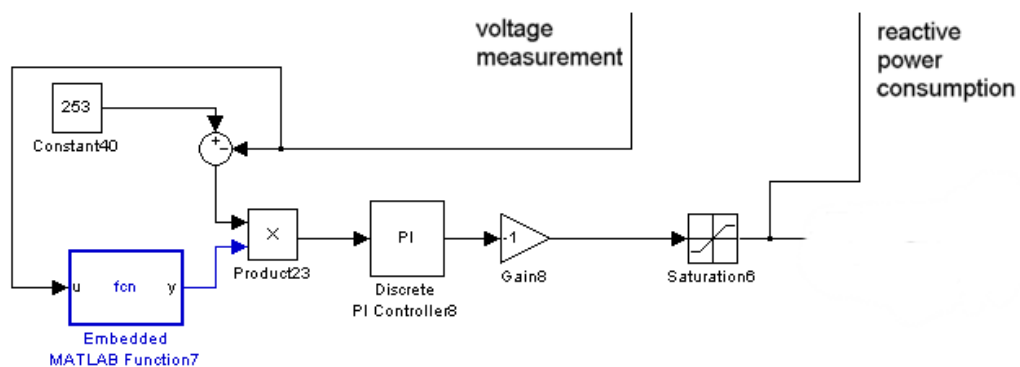 voltage
measurement
reactive
power
consumption
253
Constant40
+
-
×
Product23
PI
Discrete
PI Controller8
-1
Gain8
Saturation6
u
fcn
y
Embedded
MATLAB Function7